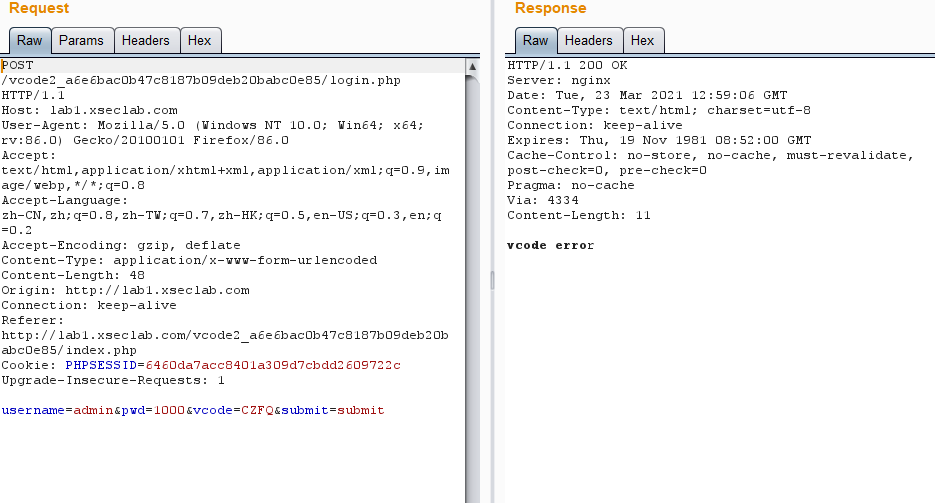 Request
Raw Params Headers Hex
POST
/vcode2_a6e6bac0b47c8187b09deb20babc0e85/login.php
HTTP/1.1
Host: lab1.xseclab.com
User-Agent: Mozilla/5.0 (Windows NT 10.0; Win64; x64;
rv:86.0) Gecko/20100101 Firefox/86.0
Accept:
text/html,application/xhtml+xml,application/xml;q=0.9,im
age/webp,*/*;q=0.8
Accept-Language:
zh-CN,zh;q=0.8,zh-TW;q=0.7,zh-HK;q=0.5,en-US;q=0.3,en;q
=0.2
Accept-Encoding: gzip, deflate
Content-Type: application/x-www-form-urlencoded
Content-Length: 48
Origin: http://lab1.xseclab.com
Connection: keep-alive
Referer:
http://lab1.xseclab.com/vcode2_a6e6bac0b47c8187b09deb20b
abc0e85/index.php
Cookie: PHPSESSID=6460da7acc8401a309d7cbdd2609722c
Upgrade-Insecure-Requests: 1
username=admin&pwd=1000&vcode=CZFQ&submit=submit
Response
Raw Headers Hex
HTTP/1.1 200 OK
Server: nginx
Date: Tue, 23 Mar 2021 12:59:06 GMT
Content-Type: text/html; charset=utf-8
Connection: keep-alive
Expires: Thu, 19 Nov 1981 08:52:00 GMT
Cache-Control: no-store, no-cache, must-revalidate,
post-check=0, pre-check=0
Pragma: no-cache
Via: 4334
Content-Length: 11
vcode error